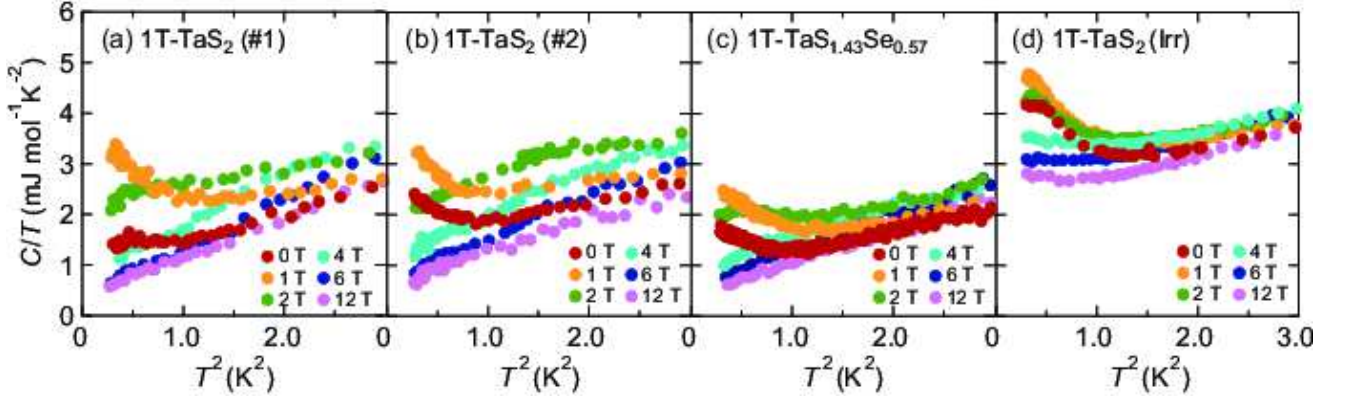 6
5
4
3
2
1
0
C/T (mJ mol⁻¹K⁻²)
(a) 1T-TaS₂ (#1)
0 T 4 T
1 T 6 T
2 T 12 T
0 1.0 2.0
T² (K²)
(b) 1T-TaS₂ (#2)
0 T 4 T
1 T 6 T
2 T 12 T
0 1.0 2.0
T² (K²)
(c) 1T-TaS₁.₄₃Se₀.₅₇
0 T 4 T
1 T 6 T
2 T 12 T
0 1.0 2.0
T² (K²)
(d) 1T-TaS₂ (Irr)
0 T 4 T
1 T 6 T
2 T 12 T
0 1.0 2.0 3.0
T² (K²)